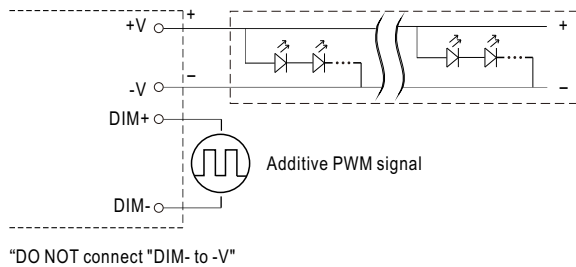 +V + +
-V − −
DIM+
Additive PWM signal
DIM-
“DO NOT connect "DIM- to -V"